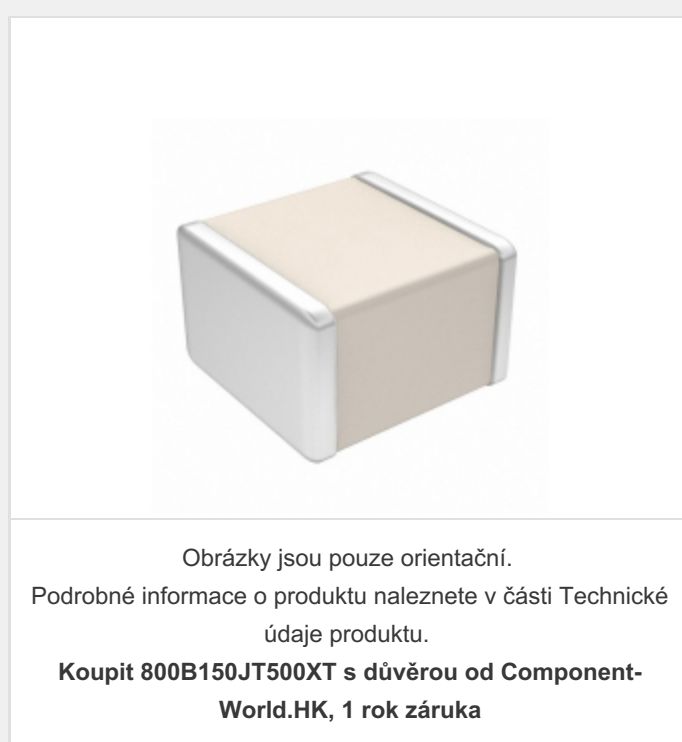 Obrázky jsou pouze orientační.
Podrobné informace o produktu naleznete v části Technické
údaje produktu.
Koupit 800B150JT500XT s důvěrou od Component-
World.HK, 1 rok záruka